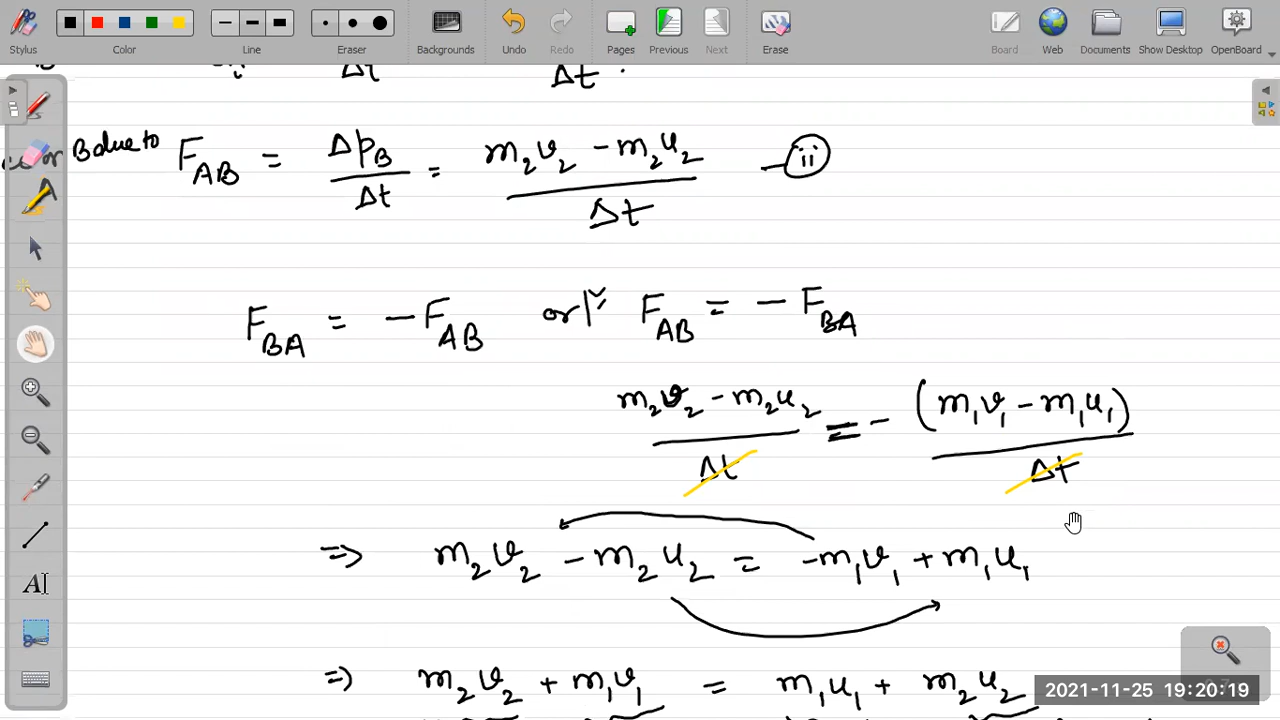 Stylus Color Line Eraser Backgrounds Undo Redo Pages Previous Next Erase Board Web Documents Show Desktop OpenBoard
Δt Δt .
B due to F_AB = Δp_B / Δt = (m₂v₂ - m₂u₂) / Δt - (ii)
F_BA = - F_AB or F_AB = - F_BA
(m₂v₂ - m₂u₂) / Δt = - (m₁v₁ - m₁u₁) / Δt
=> m₂v₂ - m₂u₂ = -m₁v₁ + m₁u₁
=> m₂v₂ + m₁v₁ = m₁u₁ + m₂u₂
2021-11-25 19:20:19